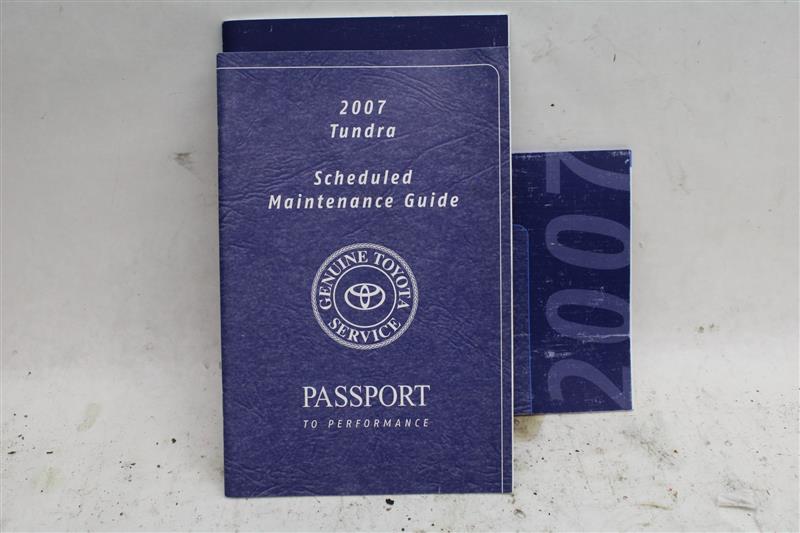 2007
Tundra
Scheduled
Maintenance Guide
GENUINE TOYOTA
SERVICE
PASSPORT
TO PERFORMANCE
2007